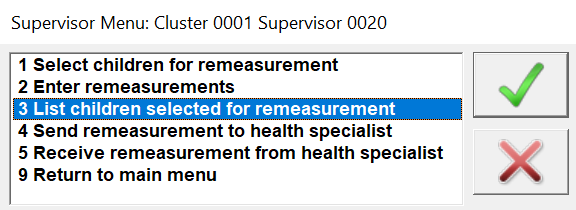 Supervisor Menu: Cluster 0001 Supervisor 0020
1 Select children for remeasurement
2 Enter remeasurements
3 List children selected for remeasurement
4 Send remeasurement to health specialist
5 Receive remeasurement from health specialist
9 Return to main menu